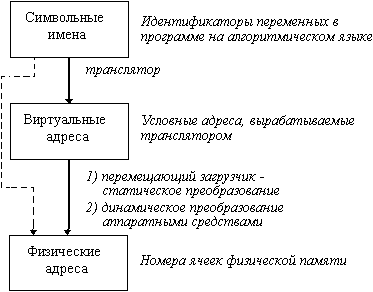 Символьные
имена
Идентификаторы переменных в
программе на алгоритмическом языке
транслятор
Виртуальные
адреса
Условные адреса, вырабатываемые
транслятором
1) перемещающий загрузчик -
статическое преобразование
2) динамическое преобразование
аппаратными средствами
Физические
адреса
Номера ячеек физической памяти